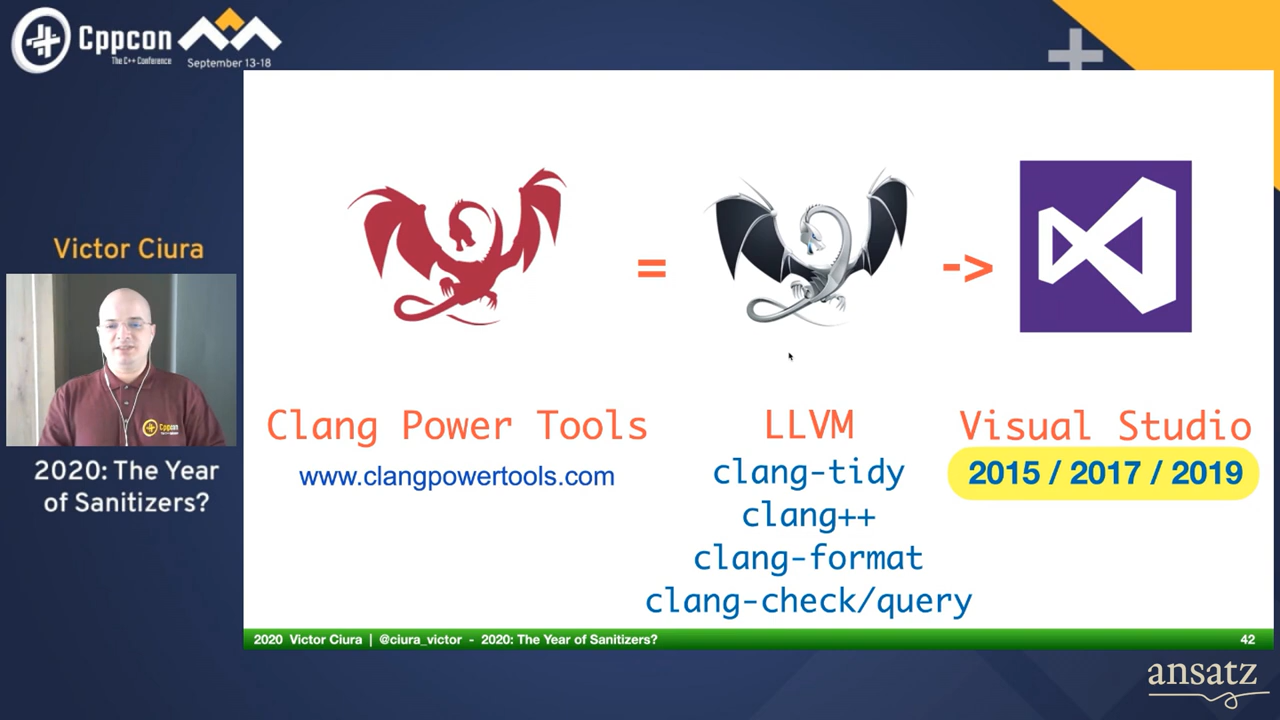 Cppcon
The C++ Conference
September 13-18
Victor Ciura
Cppcon
2020: The Year
of Sanitizers?
=
->
Clang Power Tools
www.clangpowertools.com
LLVM
clang-tidy
clang++
clang-format
clang-check/query
Visual Studio
2015 / 2017 / 2019
2020 Victor Ciura | @ciura_victor - 2020: The Year of Sanitizers?
42
ansatz